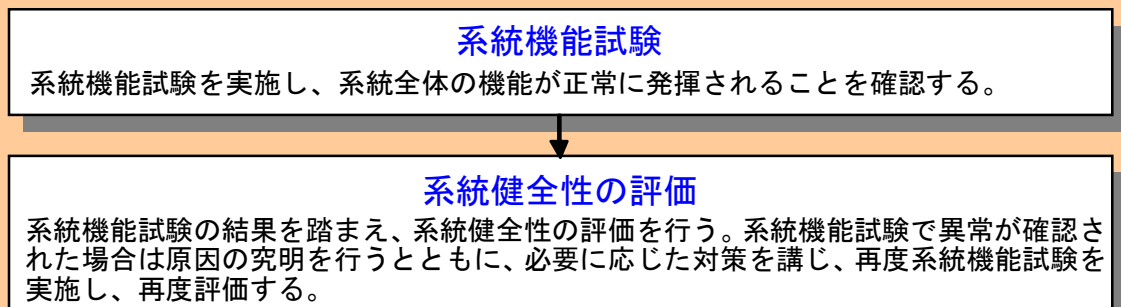 系統機能試験
系統機能試験を実施し、系統全体の機能が正常に発揮されることを確認する。
系統健全性の評価
系統機能試験の結果を踏まえ、系統健全性の評価を行う。系統機能試験で異常が確認さ
れた場合は原因の究明を行うとともに、必要に応じた対策を講じ、再度系統機能試験を
実施し、再度評価する。